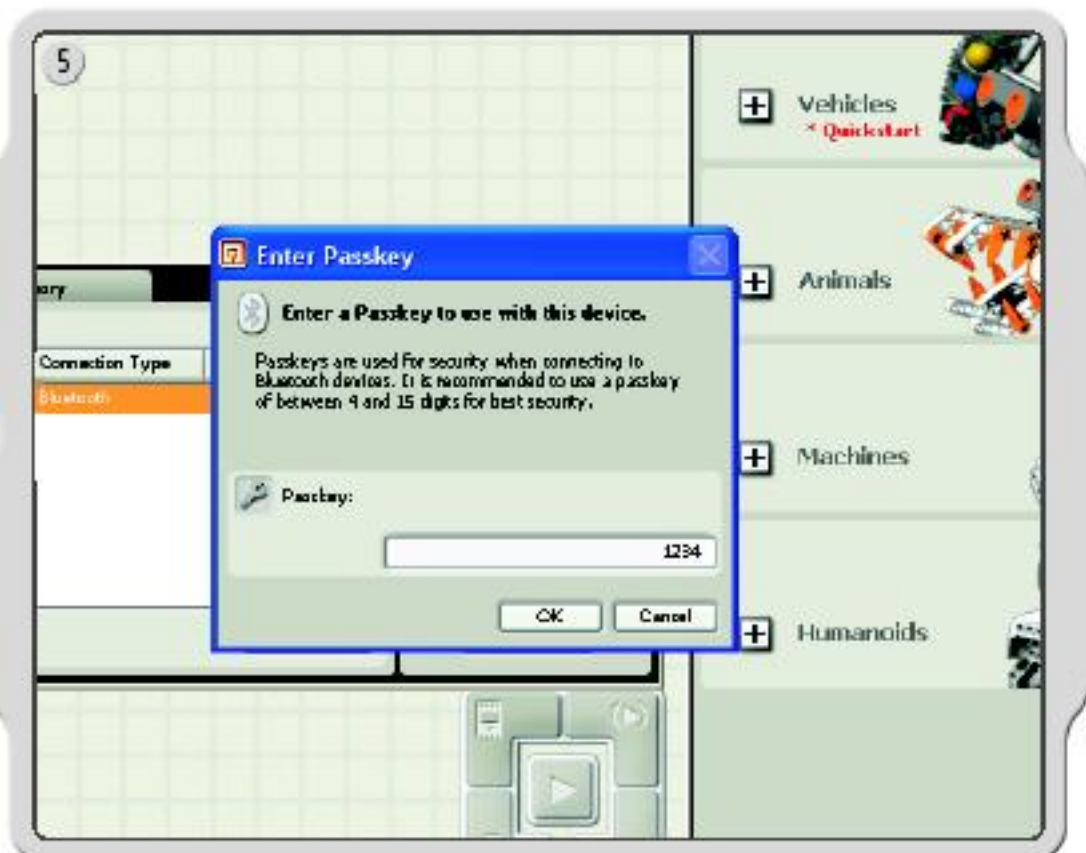 5
Vehicles
* Quickstart
Enter Passkey
Enter a Passkey to use with this device.
Animals
Connection Type
Passkeys are used for security when connecting to
Bluetooth devices. It is recommended to use a passkey
of between 4 and 15 digits for best security.
Bluetooth
Machines
Passkey:
1234
OK
Cancel
Humanoids